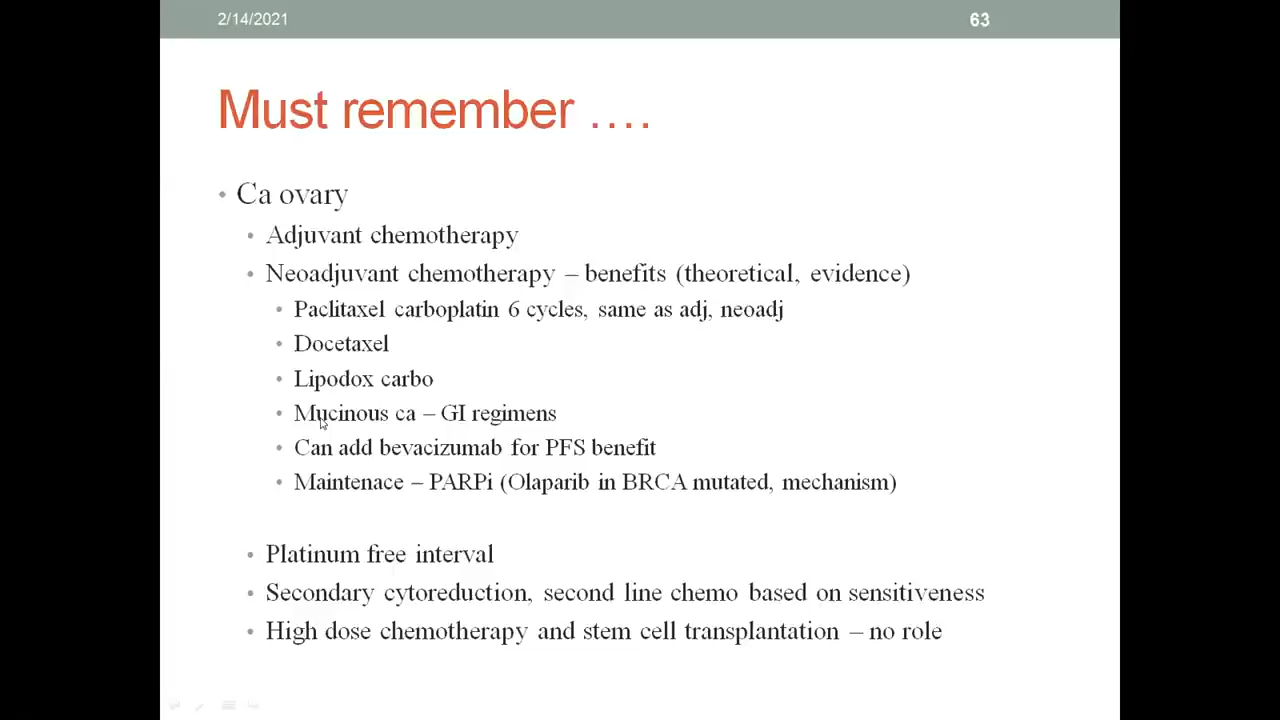 2/14/2021
63
Must remember ….
• Ca ovary
• Adjuvant chemotherapy
• Neoadjuvant chemotherapy – benefits (theoretical, evidence)
• Paclitaxel carboplatin 6 cycles, same as adj, neoadj
• Docetaxel
• Lipodox carbo
• Mucinous ca – GI regimens
• Can add bevacizumab for PFS benefit
• Maintenace – PARPi (Olaparib in BRCA mutated, mechanism)
• Platinum free interval
• Secondary cytoreduction, second line chemo based on sensitiveness
• High dose chemotherapy and stem cell transplantation – no role